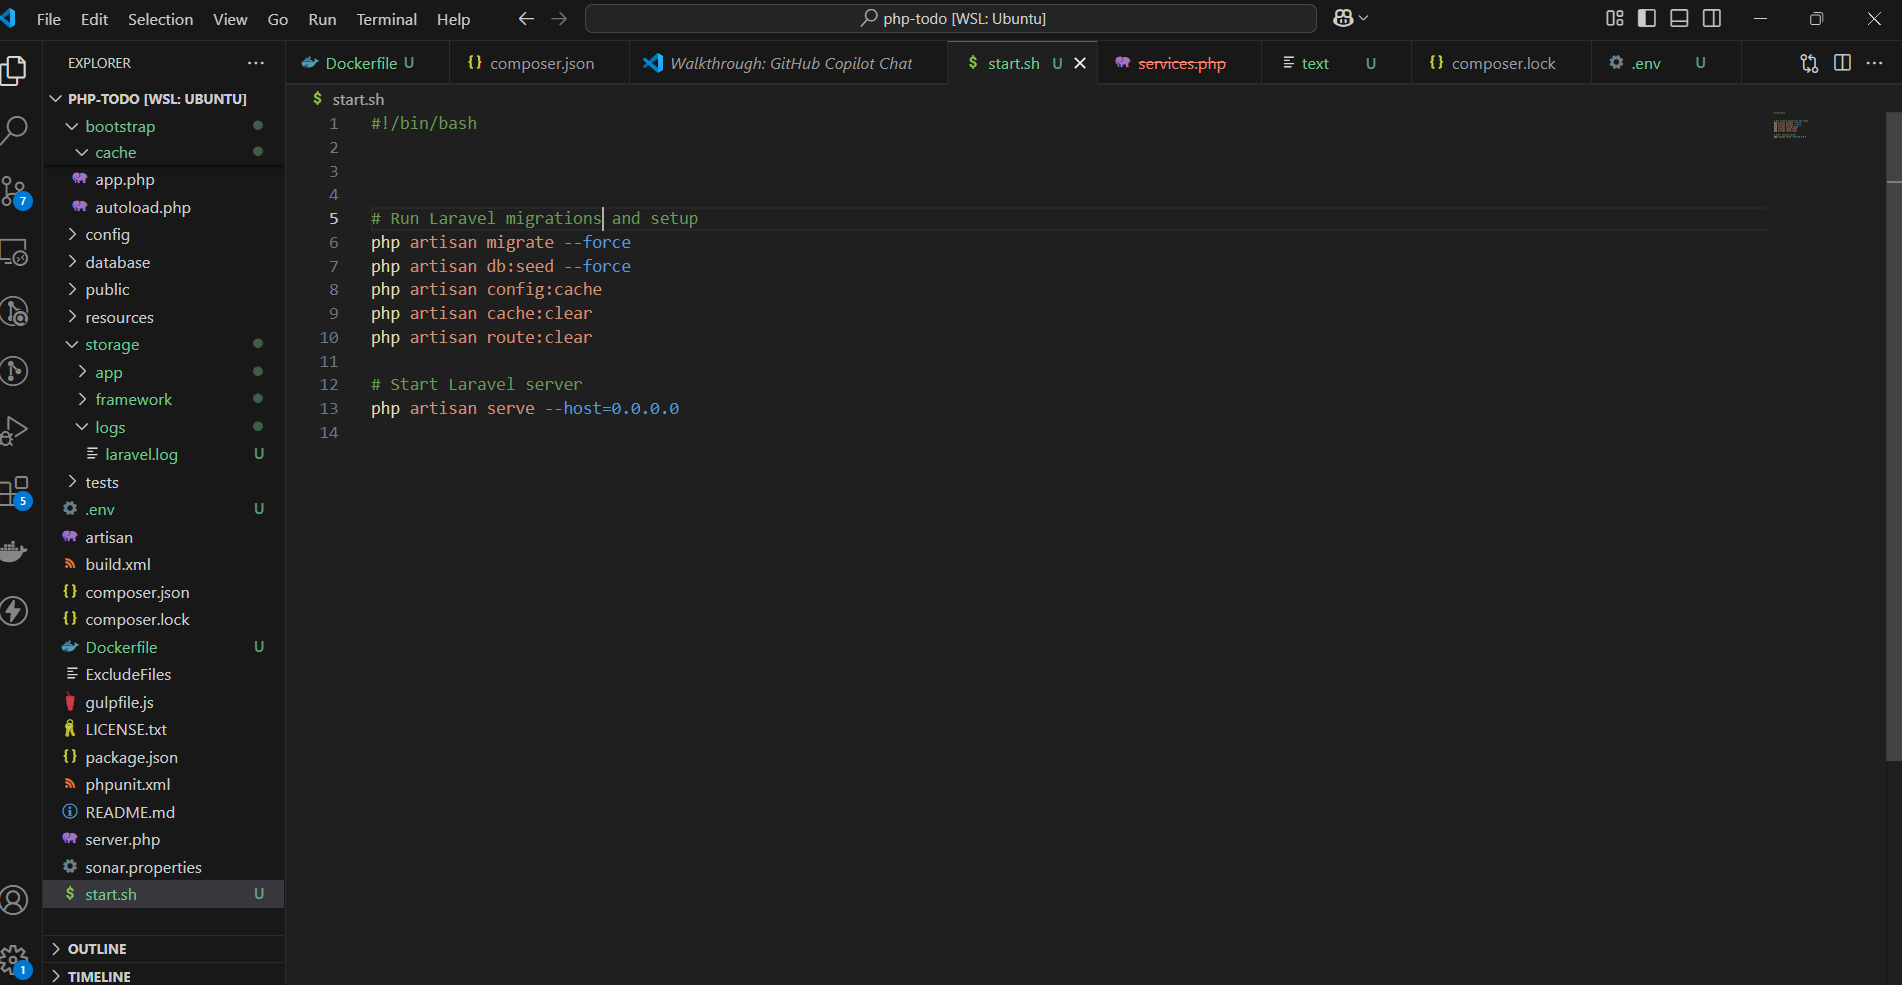 File Edit Selection View Go Run Terminal Help
php-todo [WSL: Ubuntu]
EXPLORER
Dockerfile U
composer.json
Walkthrough: GitHub Copilot Chat
start.sh U
services.php
text U
composer.lock
.env U
PHP-TODO [WSL: UBUNTU]
bootstrap
cache
app.php
autoload.php
config
database
public
resources
storage
app
framework
logs
laravel.log U
tests
.env U
artisan
build.xml
composer.json
composer.lock
Dockerfile U
ExcludeFiles
gulpfile.js
LICENSE.txt
package.json
phpunit.xml
README.md
server.php
sonar.properties
start.sh U
OUTLINE
TIMELINE
7
5
1
$ start.sh
1 #!/bin/bash
2
3
4
5 # Run Laravel migrations and setup
6 php artisan migrate --force
7 php artisan db:seed --force
8 php artisan config:cache
9 php artisan cache:clear
10 php artisan route:clear
11
12 # Start Laravel server
13 php artisan serve --host=0.0.0.0
14